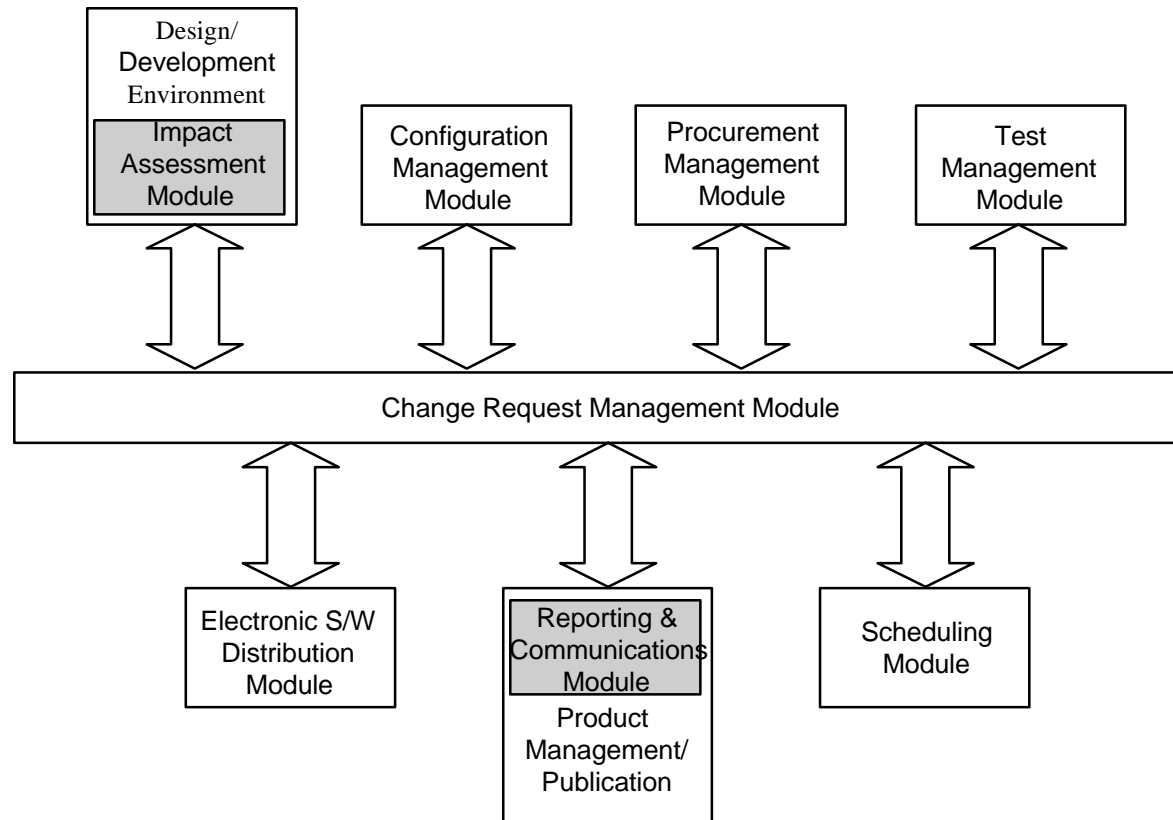 Design/
Development
Environment
Impact
Assessment
Module
Configuration
Management
Module
Procurement
Management
Module
Test
Management
Module
Change Request Management Module
Electronic S/W
Distribution
Module
Reporting &
Communications
Module
Product
Management/
Publication
Scheduling
Module